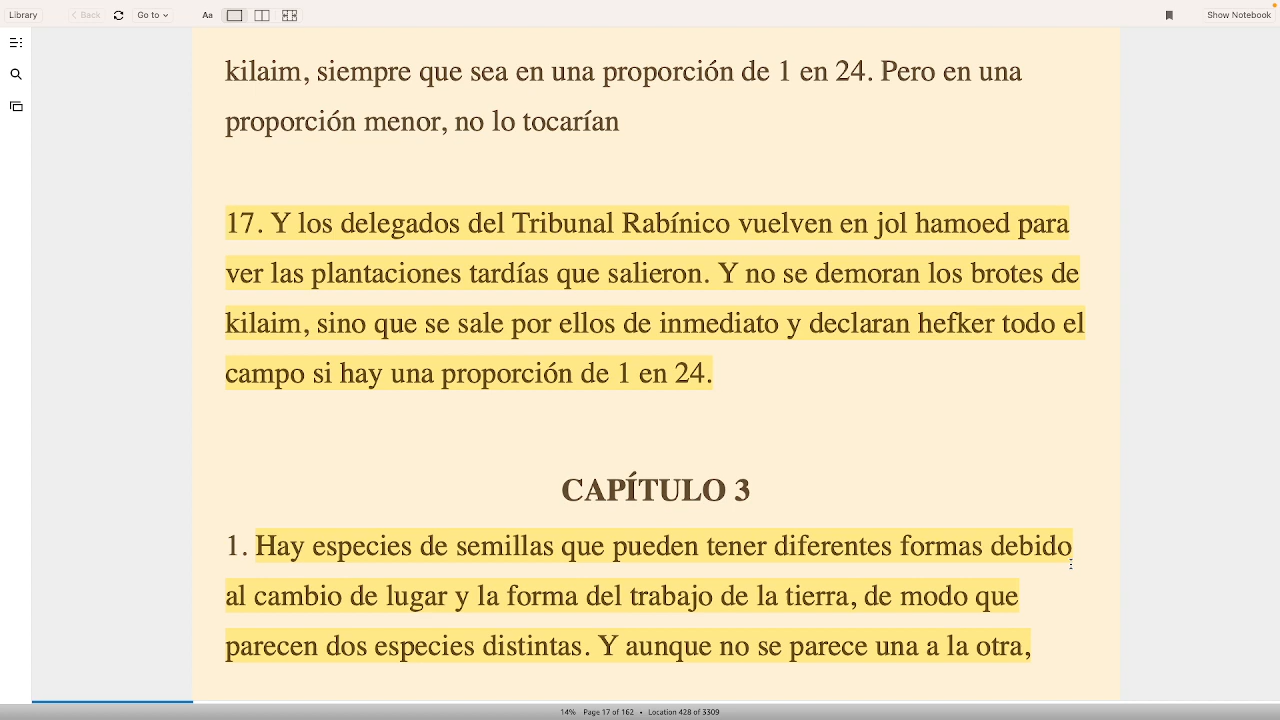 Library
Back
Go to
Aa
Show Notebook
kilaim, siempre que sea en una proporción de 1 en 24. Pero en una
proporción menor, no lo tocarían
17. Y los delegados del Tribunal Rabínico vuelven en jol hamoed para
ver las plantaciones tardías que salieron. Y no se demoran los brotes de
kilaim, sino que se sale por ellos de inmediato y declaran hefker todo el
campo si hay una proporción de 1 en 24.
CAPÍTULO 3
1. Hay especies de semillas que pueden tener diferentes formas debido
al cambio de lugar y la forma del trabajo de la tierra, de modo que
parecen dos especies distintas. Y aunque no se parece una a la otra,
14% Page 17 of 162 • Location 428 of 3309